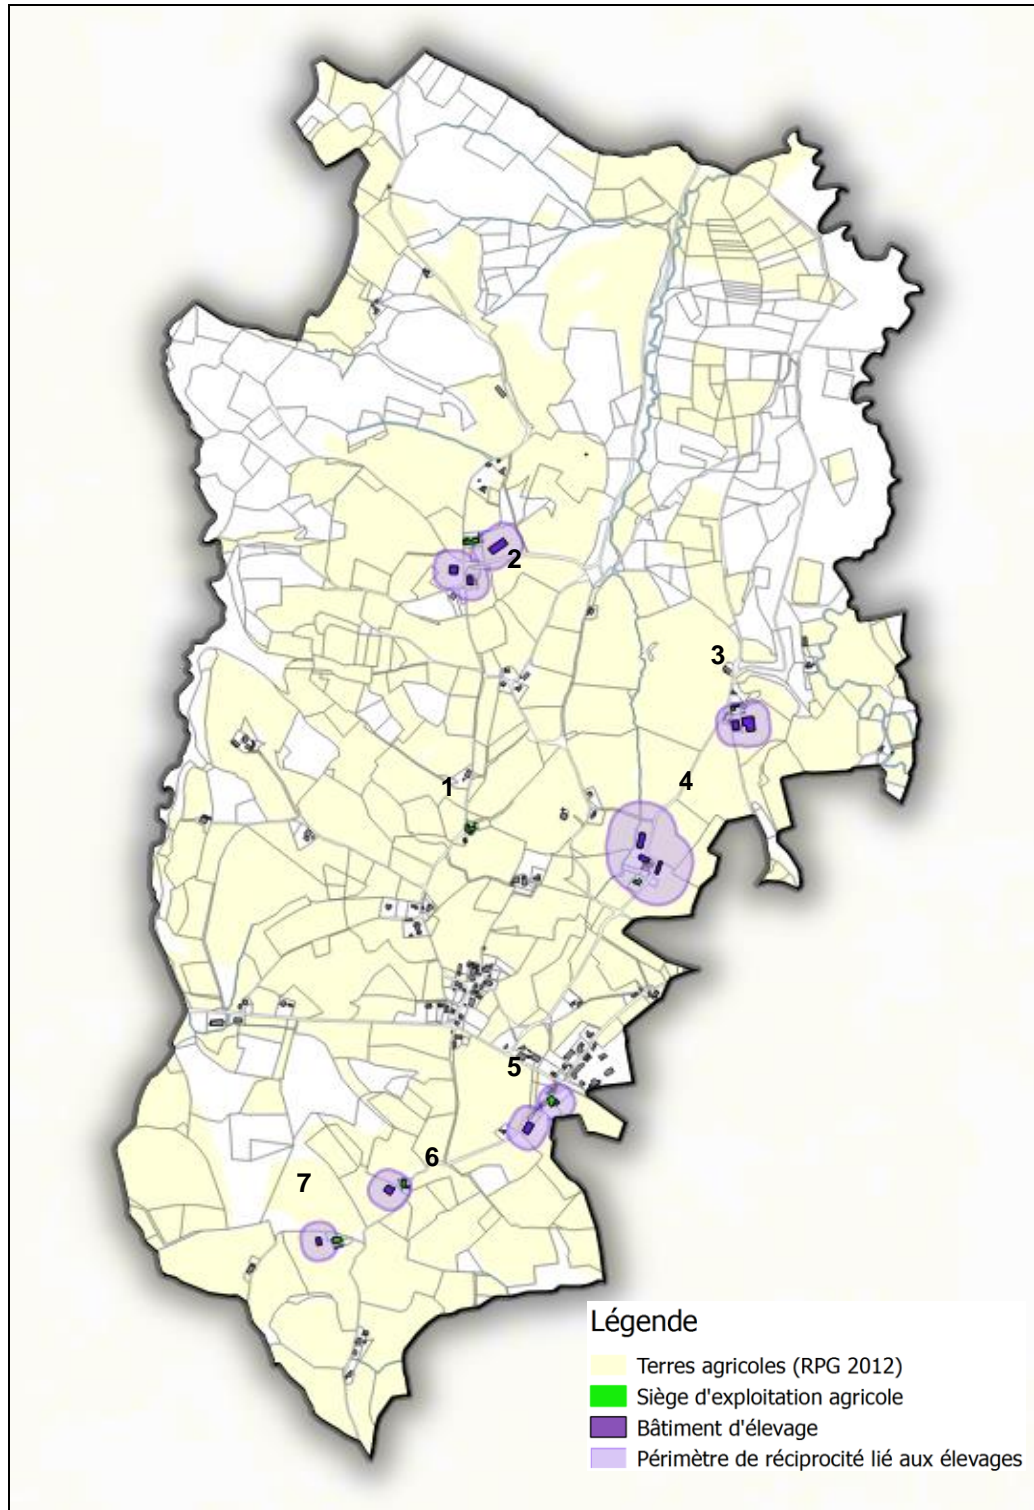 2
3
4
1
5
6
7
Légende
Terres agricoles (RPG 2012)
Siège d'exploitation agricole
Bâtiment d'élevage
Périmètre de réciprocité lié aux élevages